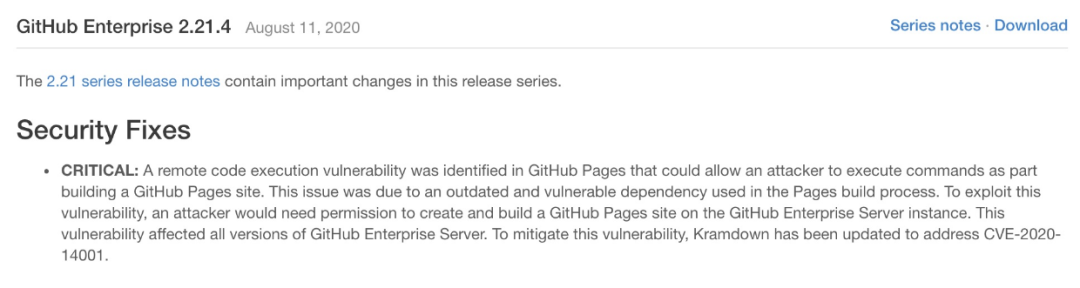 GitHub Enterprise 2.21.4 August 11, 2020 Series notes · Download
The 2.21 series release notes contain important changes in this release series.
Security Fixes
• CRITICAL: A remote code execution vulnerability was identified in GitHub Pages that could allow an attacker to execute commands as part
building a GitHub Pages site. This issue was due to an outdated and vulnerable dependency used in the Pages build process. To exploit this
vulnerability, an attacker would need permission to create and build a GitHub Pages site on the GitHub Enterprise Server instance. This
vulnerability affected all versions of GitHub Enterprise Server. To mitigate this vulnerability, Kramdown has been updated to address CVE-2020-
14001.